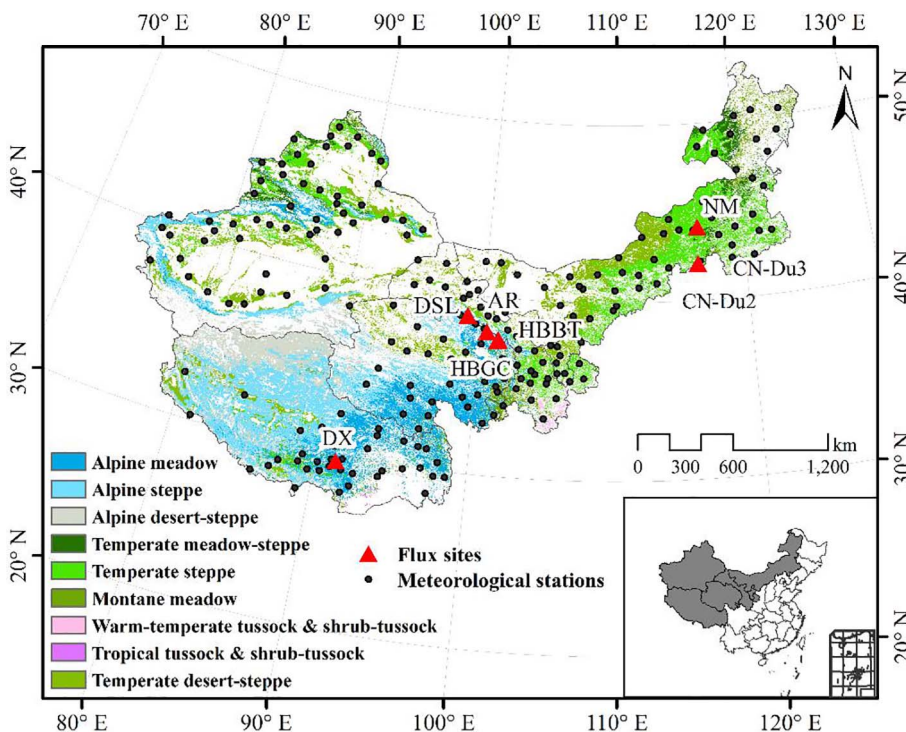 70° E 80° E 90° E 100° E 110° E 120° E 130° E
N
50° N
40° N
NM
CN-Du3
40° N
CN-Du2
DSL
AR
HBBT
HBGC
30° N
DX
km
0 300 600 1,200
30° N
Alpine meadow
Alpine steppe
Alpine desert-steppe
Temperate meadow-steppe
Temperate steppe
Montane meadow
Warm-temperate tussock & shrub-tussock
Tropical tussock & shrub-tussock
Temperate desert-steppe
Flux sites
Meteorological stations
20° N
20° N
80° E 90° E 100° E 110° E 120° E